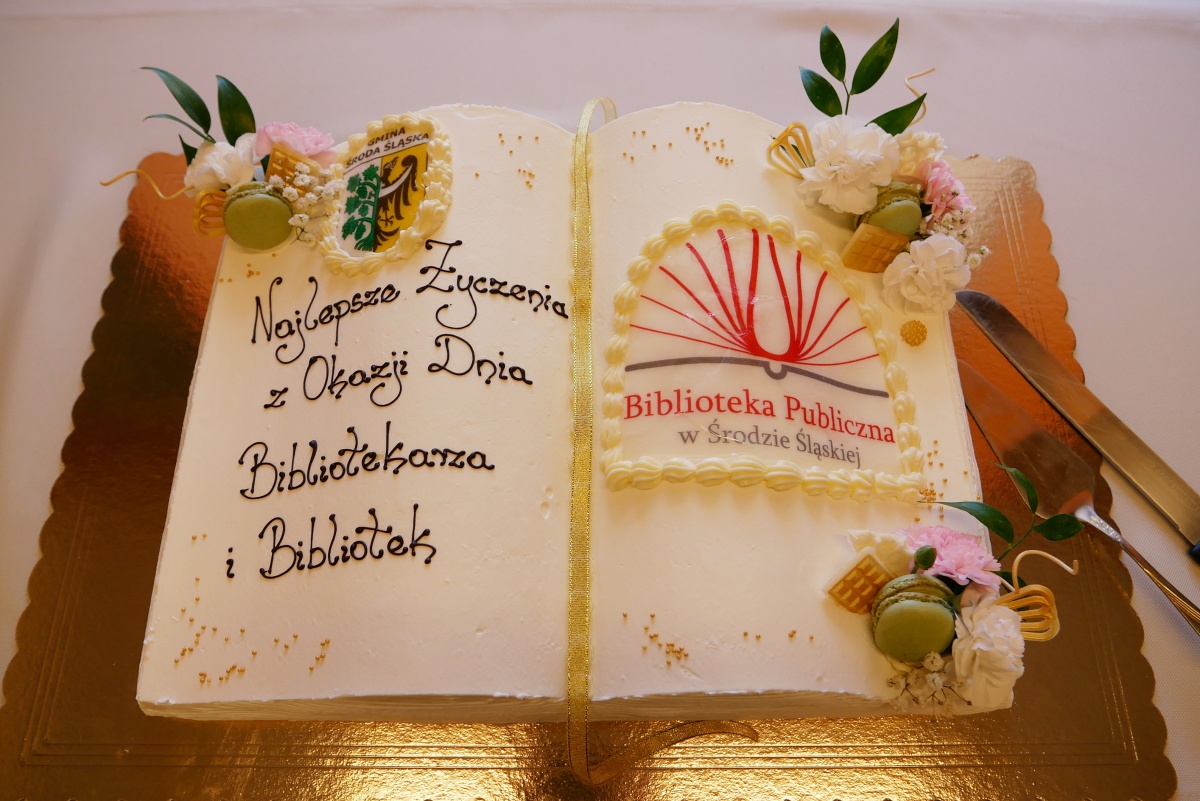 GMINA
ŚRODA ŚLĄSKA
Najlepsze Życzenia
z Okazji Dnia
Bibliotekarza
i Bibliotek
Biblioteka Publiczna
w Środzie Śląskiej